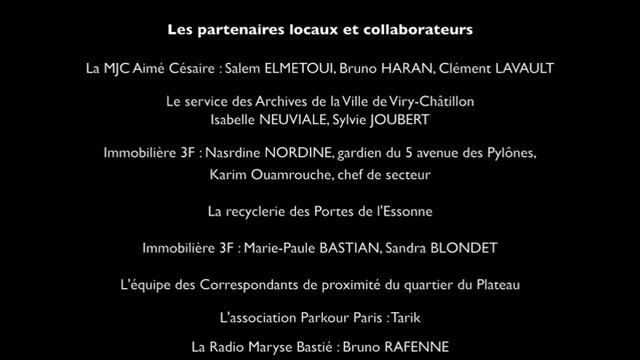 Les partenaires locaux et collaborateurs
La MJC Aimé Césaire : Salem ELMETOUI, Bruno HARAN, Clément LAVAULT
Le service des Archives de la Ville de Viry-Châtillon
Isabelle NEUVIALE, Sylvie JOUBERT
Immobilière 3F : Nasrdine NORDINE, gardien du 5 avenue des Pylônes,
Karim Ouamrouche, chef de secteur
La recyclerie des Portes de l'Essonne
Immobilière 3F : Marie-Paule BASTIAN, Sandra BLONDET
L'équipe des Correspondants de proximité du quartier du Plateau
L'association Parkour Paris : Tarik
La Radio Maryse Bastié : Bruno RAFENNE